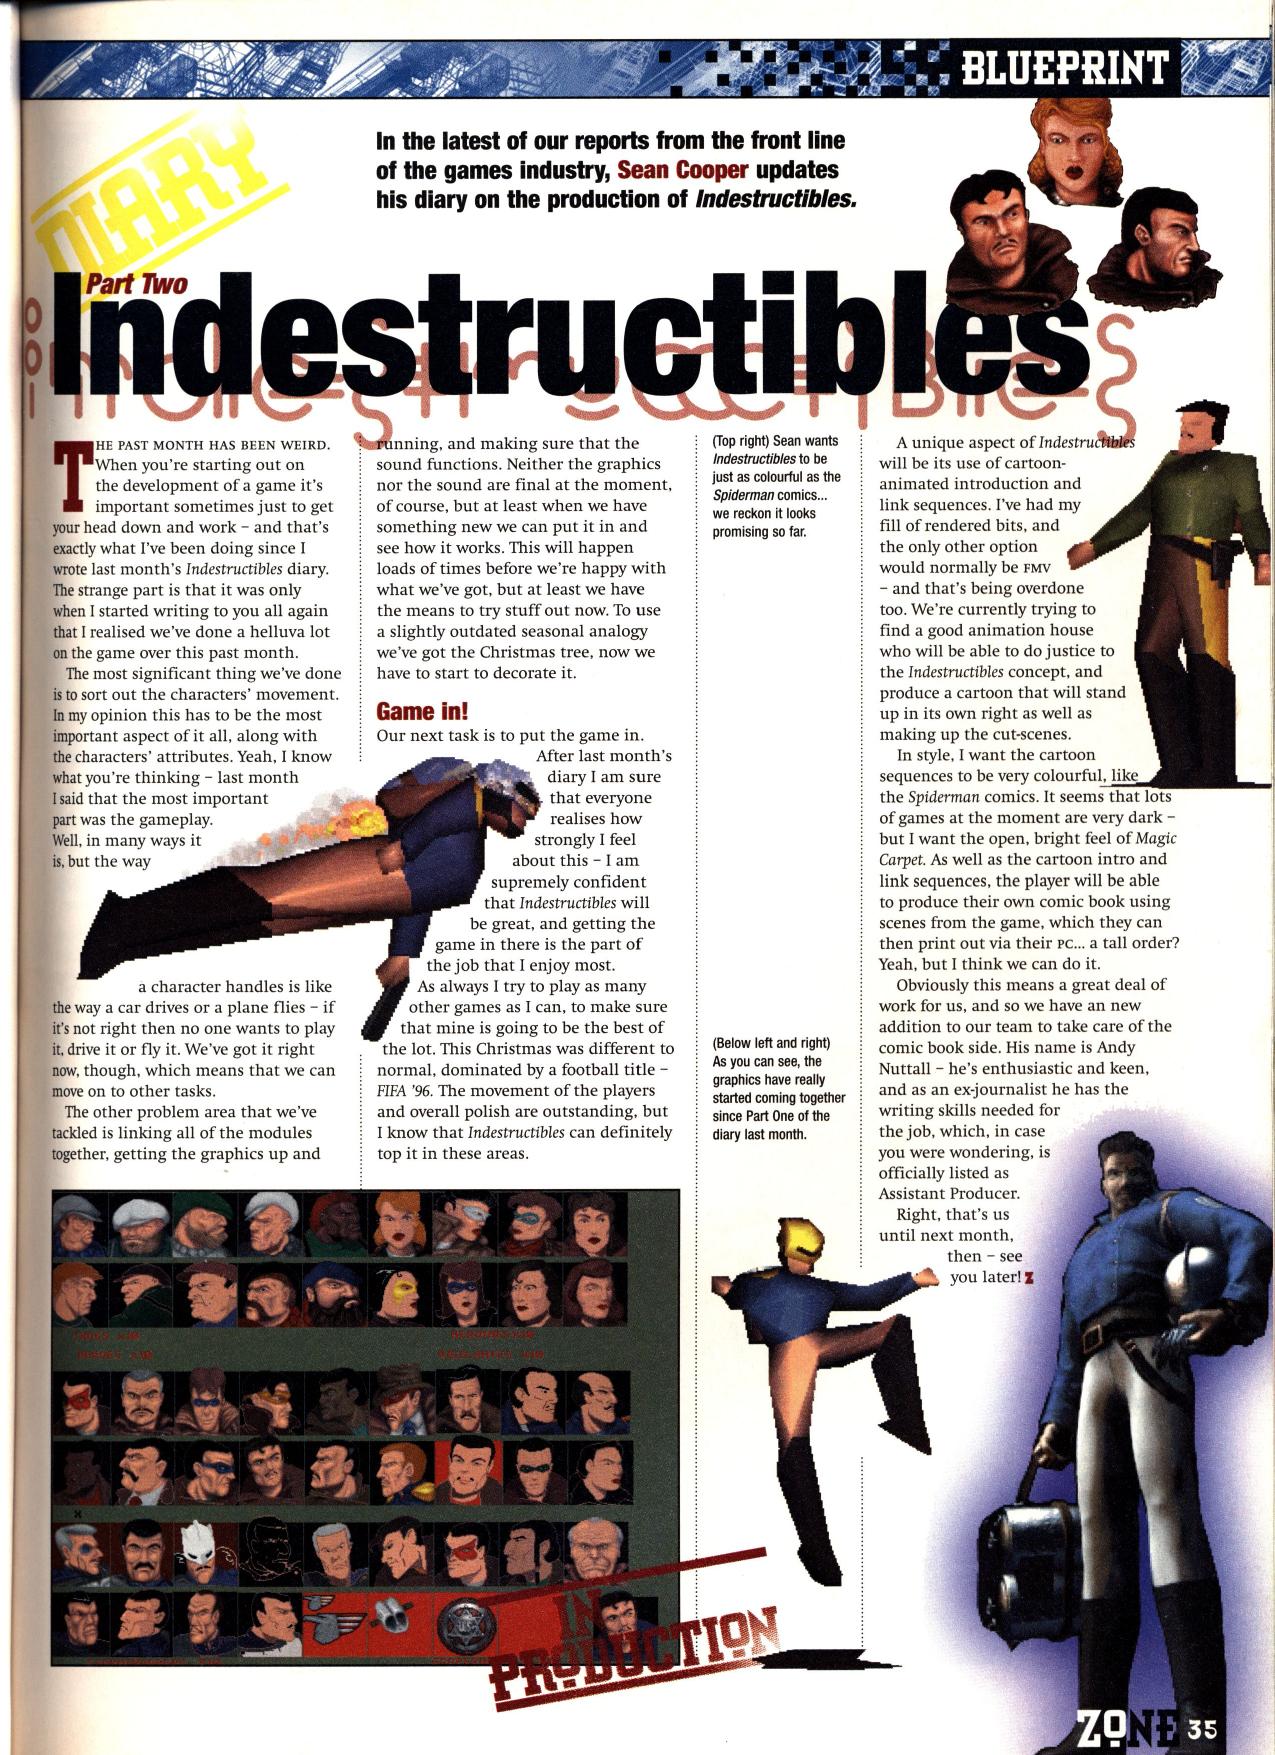 BLUEPRINT
DIARY
In the latest of our reports from the front line
of the games industry, Sean Cooper updates
his diary on the production of Indestructibles.
Part Two
Indestructibles
THE PAST MONTH HAS BEEN WEIRD.
When you're starting out on
the development of a game it's
important sometimes just to get
your head down and work – and that's
exactly what I've been doing since I
wrote last month's Indestructibles diary.
The strange part is that it was only
when I started writing to you all again
that I realised we've done a helluva lot
on the game over this past month.
The most significant thing we've done
is to sort out the characters' movement.
In my opinion this has to be the most
important aspect of it all, along with
the characters' attributes. Yeah, I know
what you're thinking – last month
I said that the most important
part was the gameplay.
Well, in many ways it
is, but the way
a character handles is like
the way a car drives or a plane flies – if
it's not right then no one wants to play
it, drive it or fly it. We've got it right
now, though, which means that we can
move on to other tasks.
The other problem area that we've
tackled is linking all of the modules
together, getting the graphics up and
running, and making sure that the
sound functions. Neither the graphics
nor the sound are final at the moment,
of course, but at least when we have
something new we can put it in and
see how it works. This will happen
loads of times before we're happy with
what we've got, but at least we have
the means to try stuff out now. To use
a slightly outdated seasonal analogy
we've got the Christmas tree, now we
have to start to decorate it.
Game in!
Our next task is to put the game in.
After last month's
diary I am sure
that everyone
realises how
strongly I feel
about this – I am
supremely confident
that Indestructibles will
be great, and getting the
game in there is the part of
the job that I enjoy most.
As always I try to play as many
other games as I can, to make sure
that mine is going to be the best of
the lot. This Christmas was different to
normal, dominated by a football title –
FIFA '96. The movement of the players
and overall polish are outstanding, but
I know that Indestructibles can definitely
top it in these areas.
(Top right) Sean wants
Indestructibles to be
just as colourful as the
Spiderman comics...
we reckon it looks
promising so far.
(Below left and right)
As you can see, the
graphics have really
started coming together
since Part One of the
diary last month.
A unique aspect of Indestructibles
will be its use of cartoon-
animated introduction and
link sequences. I've had my
fill of rendered bits, and
the only other option
would normally be FMV
– and that's being overdone
too. We're currently trying to
find a good animation house
who will be able to do justice to
the Indestructibles concept, and
produce a cartoon that will stand
up in its own right as well as
making up the cut-scenes.
In style, I want the cartoon
sequences to be very colourful, like
the Spiderman comics. It seems that lots
of games at the moment are very dark –
but I want the open, bright feel of Magic
Carpet. As well as the cartoon intro and
link sequences, the player will be able
to produce their own comic book using
scenes from the game, which they can
then print out via their PC... a tall order?
Yeah, but I think we can do it.
Obviously this means a great deal of
work for us, and so we have an new
addition to our team to take care of the
comic book side. His name is Andy
Nuttall – he's enthusiastic and keen,
and as an ex-journalist he has the
writing skills needed for
the job, which, in case
you were wondering, is
officially listed as
Assistant Producer.
Right, that's us
until next month,
then – see
you later! Z
IN
PRODUCTION
ZONE 35